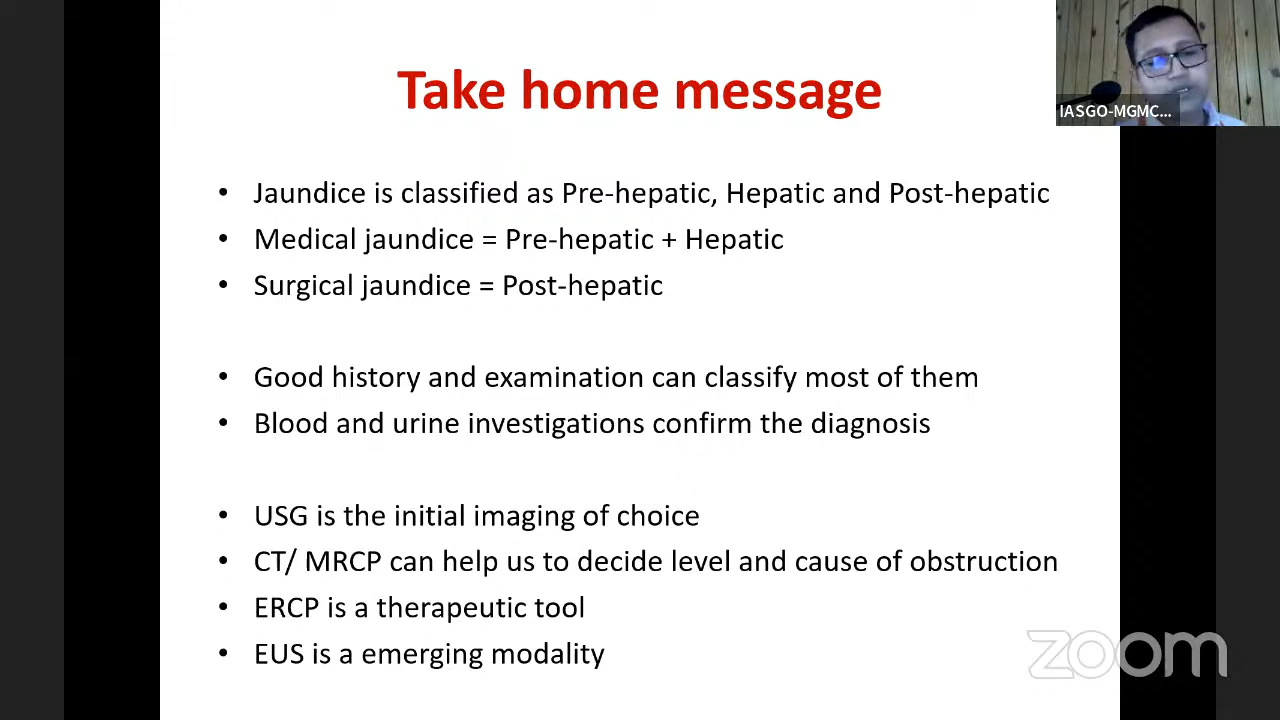 Take home message
IASGO-MGMC...
• Jaundice is classified as Pre-hepatic, Hepatic and Post-hepatic
• Medical jaundice = Pre-hepatic + Hepatic
• Surgical jaundice = Post-hepatic
• Good history and examination can classify most of them
• Blood and urine investigations confirm the diagnosis
• USG is the initial imaging of choice
• CT/ MRCP can help us to decide level and cause of obstruction
• ERCP is a therapeutic tool
• EUS is a emerging modality
zoom